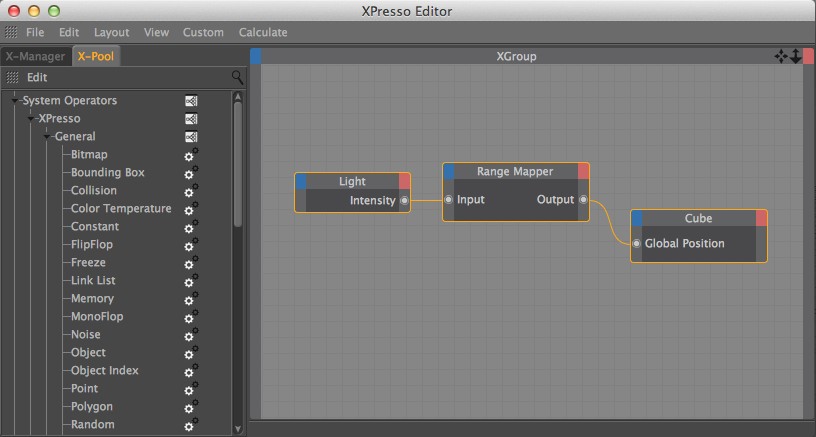 XPresso Editor
File Edit Layout View Custom Calculate
X-Manager X-Pool
Edit
System Operators
XPresso
General
Bitmap
Bounding Box
Collision
Color Temperature
Constant
FlipFlop
Freeze
Link List
Memory
MonoFlop
Noise
Object
Object Index
Point
Polygon
Random
XGroup
Light
Intensity
Range Mapper
Input Output
Cube
Global Position